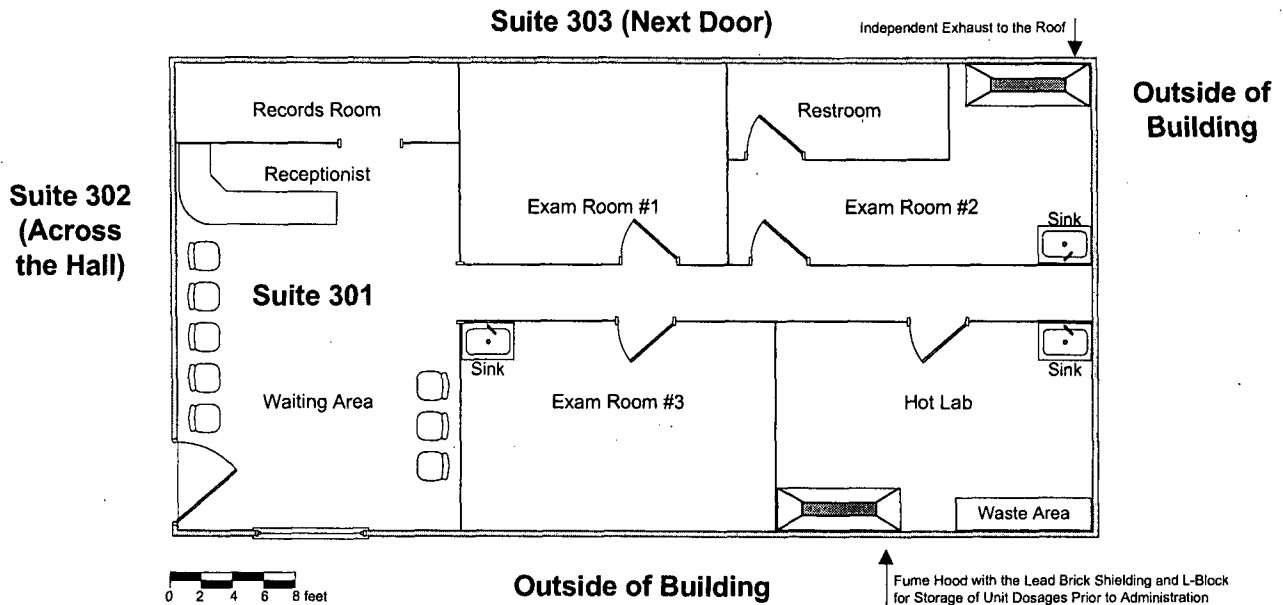 Suite 303 (Next Door)
Independent Exhaust to the Roof
Outside of
Building
Records Room
Restroom
Receptionist
Suite 302
(Across
the Hall)
Exam Room #1
Exam Room #2
Sink
Suite 301
Sink
Sink
Waiting Area
Exam Room #3
Hot Lab
Waste Area
0 2 4 6 8 feet
Outside of Building
Fume Hood with the Lead Brick Shielding and L-Block
for Storage of Unit Dosages Prior to Administration